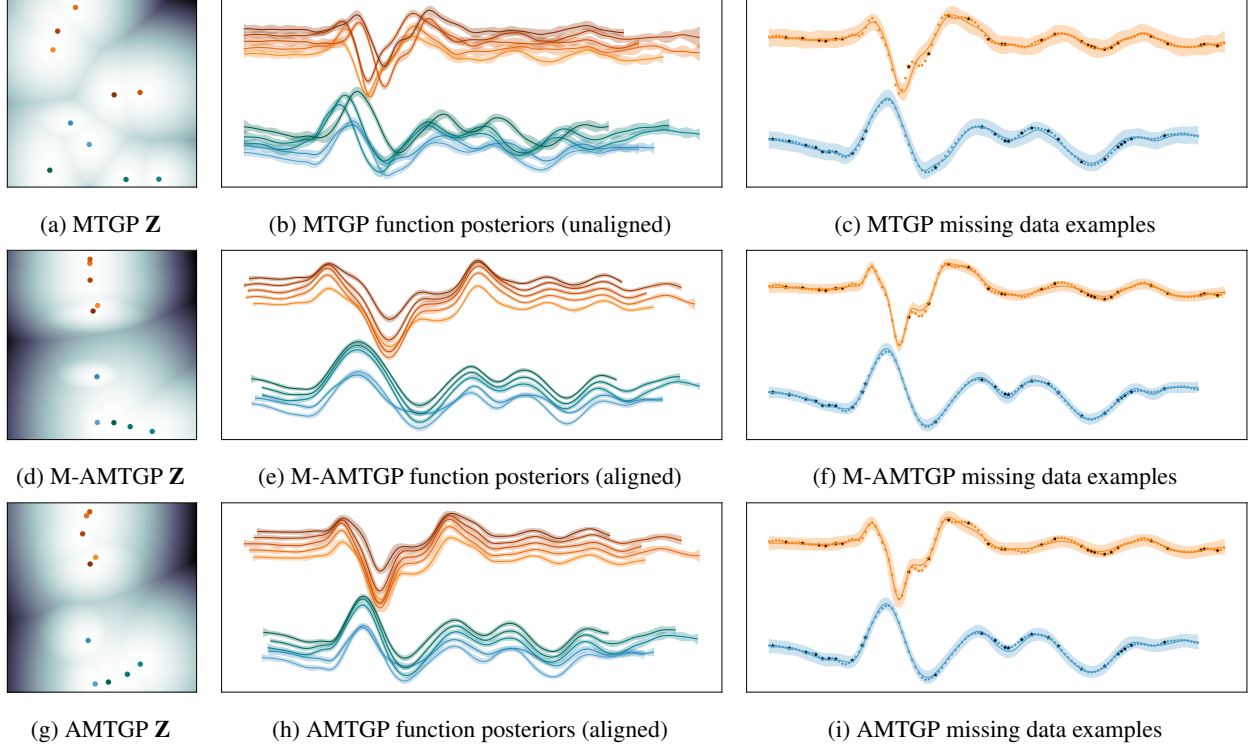 (a) MTGP Z
(b) MTGP function posteriors (unaligned)
(c) MTGP missing data examples
(d) M-AMTGP Z
(e) M-AMTGP function posteriors (aligned)
(f) M-AMTGP missing data examples
(g) AMTGP Z
(h) AMTGP function posteriors (aligned)
(i) AMTGP missing data examples